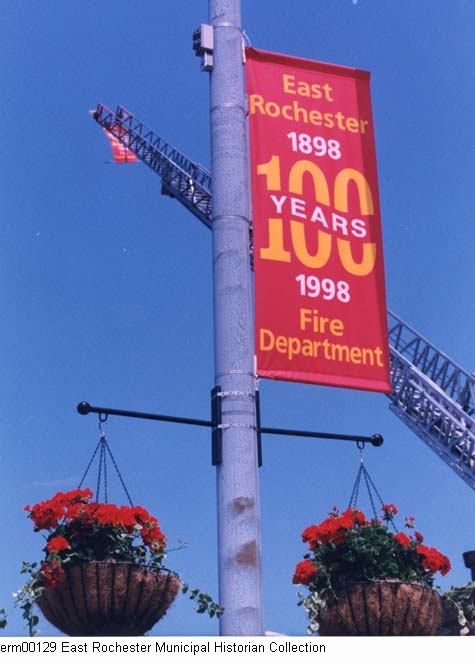 East
Rochester
1898
100
YEARS
1998
Fire
Department
erm00129 East Rochester Municipal Historian Collection